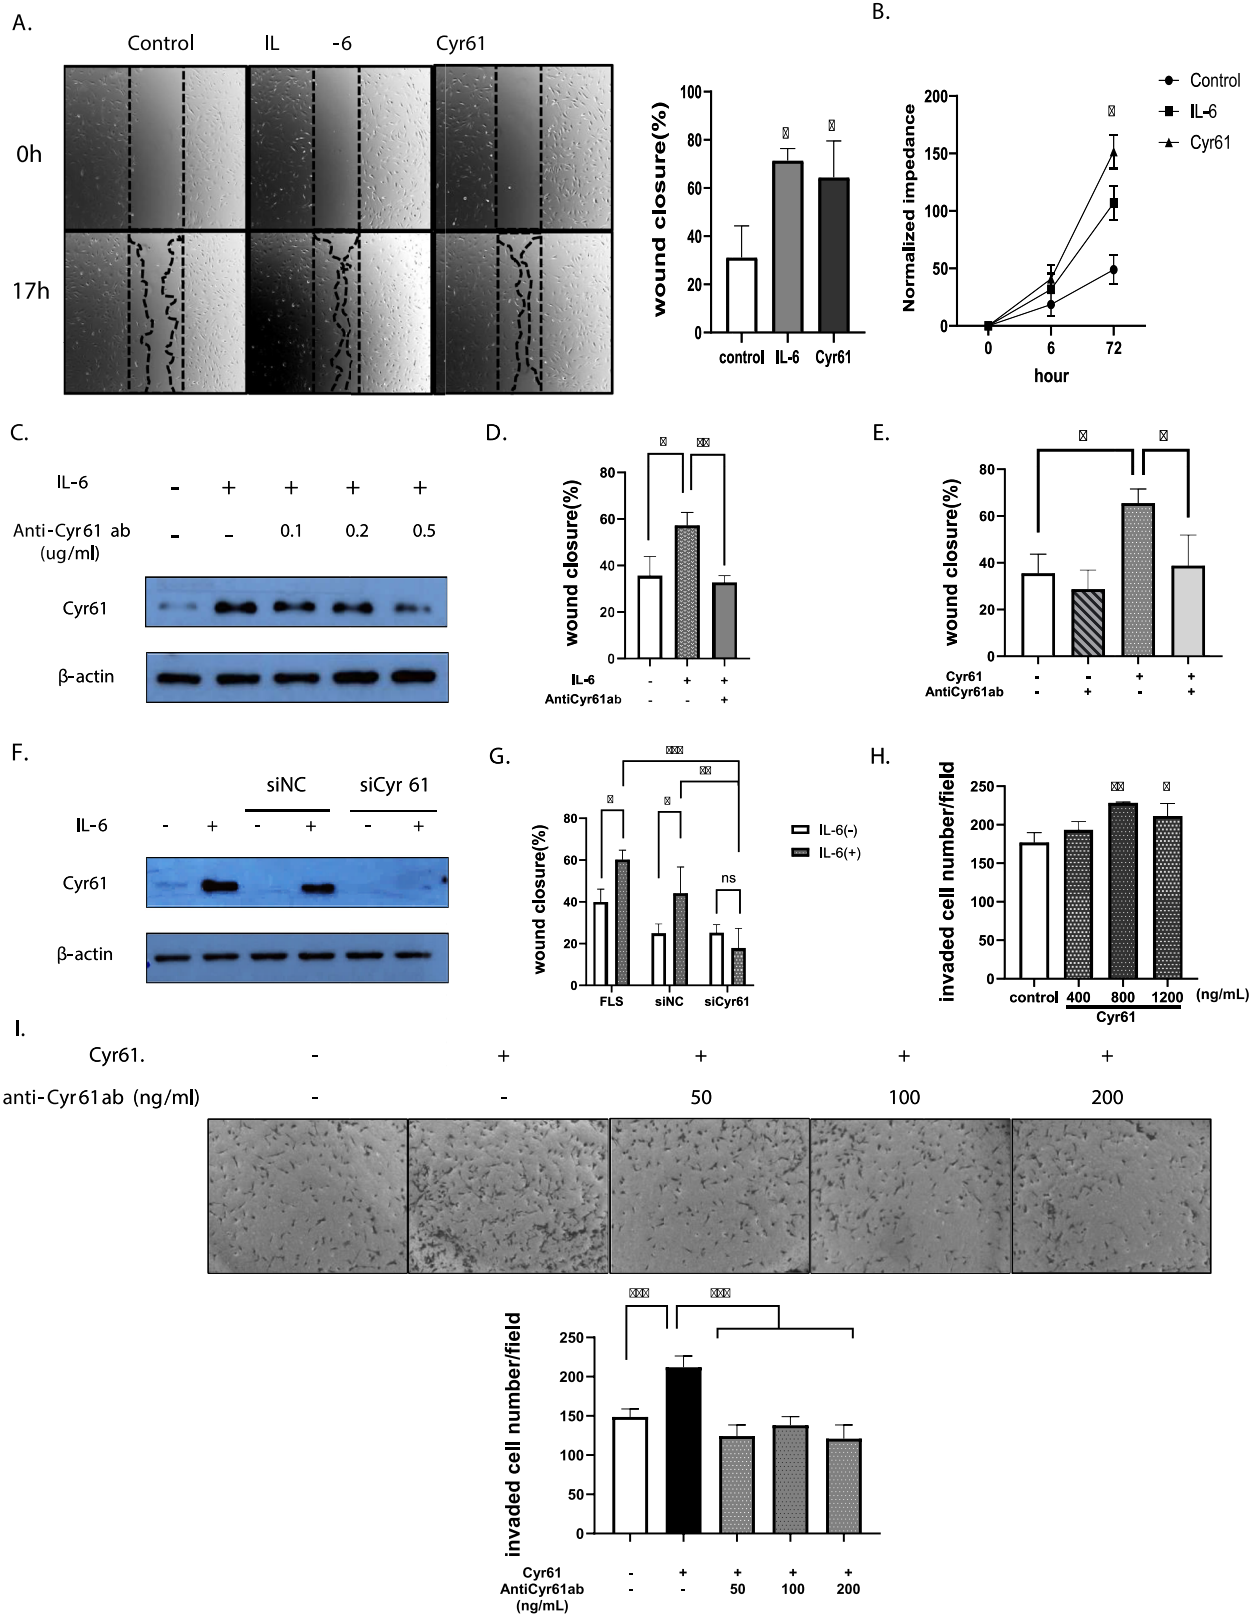 A.
Control IL -6 Cyr61
0h
17h
wound closure(%)
100
80
60
40
20
0
control IL-6 Cyr61
B.
Control
IL-6
Cyr61
Normalized impedance
200
150
100
50
0
0 6 72
hour
C.
IL-6 - + + + +
Anti-Cyr61 ab - - 0.1 0.2 0.5
(ug/ml)
Cyr61
β-actin
D.
wound closure(%)
80
60
40
20
0
IL-6 - + +
AntiCyr61ab - - +
E.
wound closure(%)
80
60
40
20
0
Cyr61 - - + +
AntiCyr61ab - + - +
F.
siNC siCyr 61
IL-6 - + - + - +
Cyr61
β-actin
G.
wound closure(%)
80
60
40
20
0
ns
FLS siNC siCyr61
IL-6(-)
IL-6(+)
H.
invaded cell number/field
250
200
150
100
50
0
control 400 800 1200 (ng/mL)
Cyr61
I.
Cyr61. - + + + +
anti-Cyr61ab (ng/ml) - - 50 100 200
invaded cell number/field
250
200
150
100
50
0
Cyr61 - + + + +
AntiCyr61ab - - 50 100 200
(ng/mL)